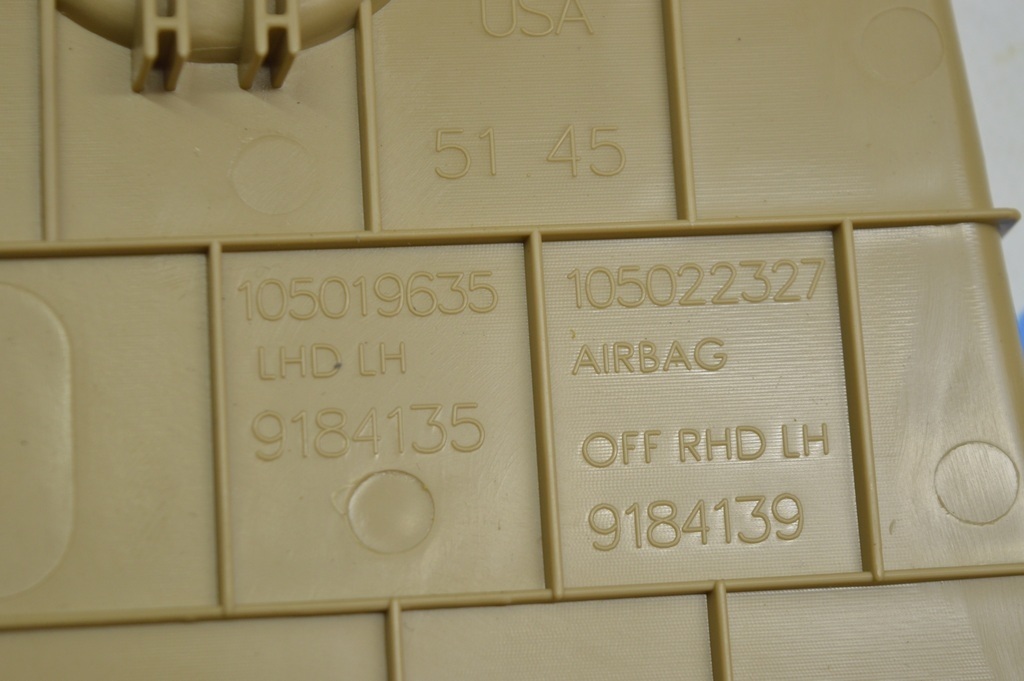 USA
51 45
105019635
LHD LH
9184135
105022327
AIRBAG
OFF RHD LH
9184139